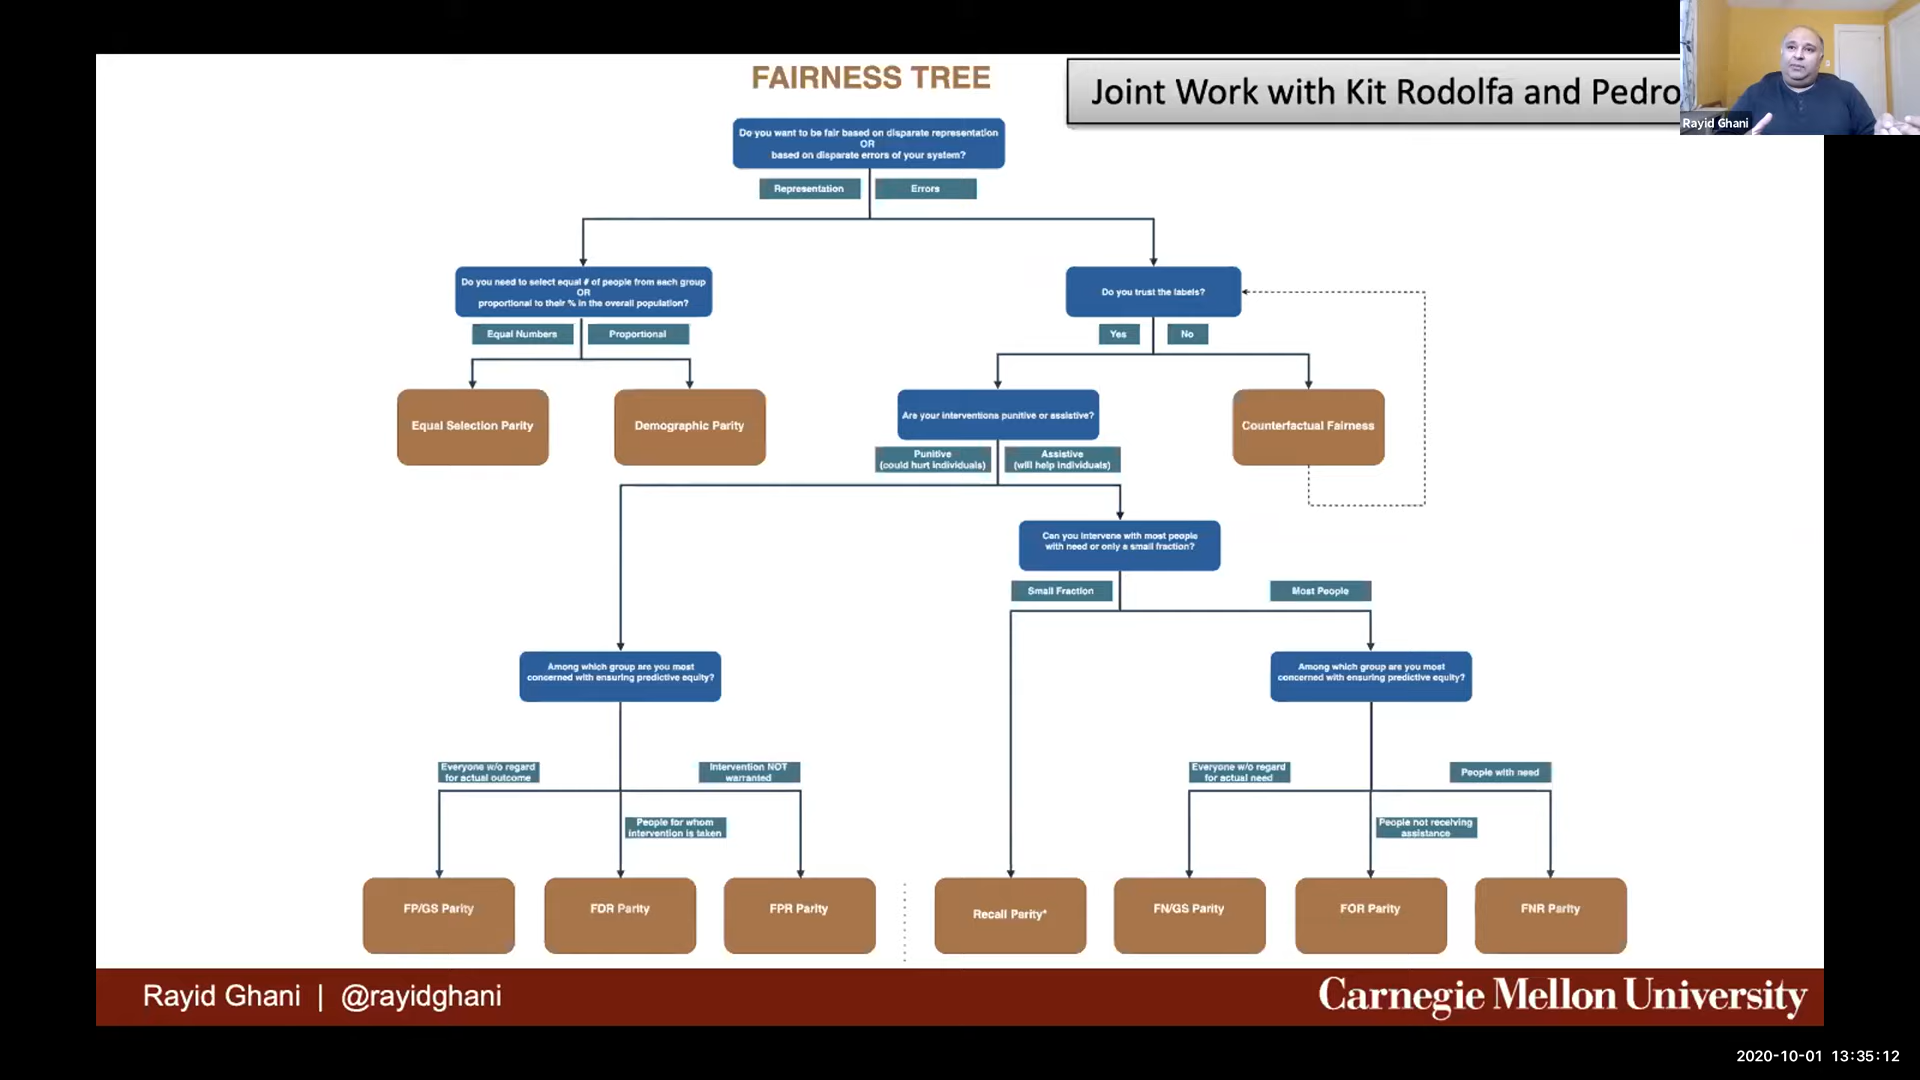 FAIRNESS TREE
Joint Work with Kit Rodolfa and Pedro
Rayid Ghani
Do you want to be fair based on disparate representation
OR
based on disparate errors of your system?
Representation
Errors
Do you need to select equal # of people from each group
OR
proportional to their % in the overall population?
Do you trust the labels?
Equal Numbers
Proportional
Yes
No
Equal Selection Parity
Demographic Parity
Are your interventions punitive or assistive?
Counterfactual Fairness
Punitive
(could hurt individuals)
Assistive
(will help individuals)
Can you intervene with most people
with need or only a small fraction?
Small Fraction
Most People
Among which group are you most
concerned with ensuring predictive equity?
Among which group are you most
concerned with ensuring predictive equity?
Everyone w/o regard
for actual outcome
Intervention NOT
warranted
People for whom
intervention is taken
Everyone w/o regard
for actual need
People with need
People not receiving
assistance
FP/GS Parity
FDR Parity
FPR Parity
Recall Parity*
FN/GS Parity
FOR Parity
FNR Parity
Rayid Ghani | @rayidghani
Carnegie Mellon University
2020-10-01 13:35:12